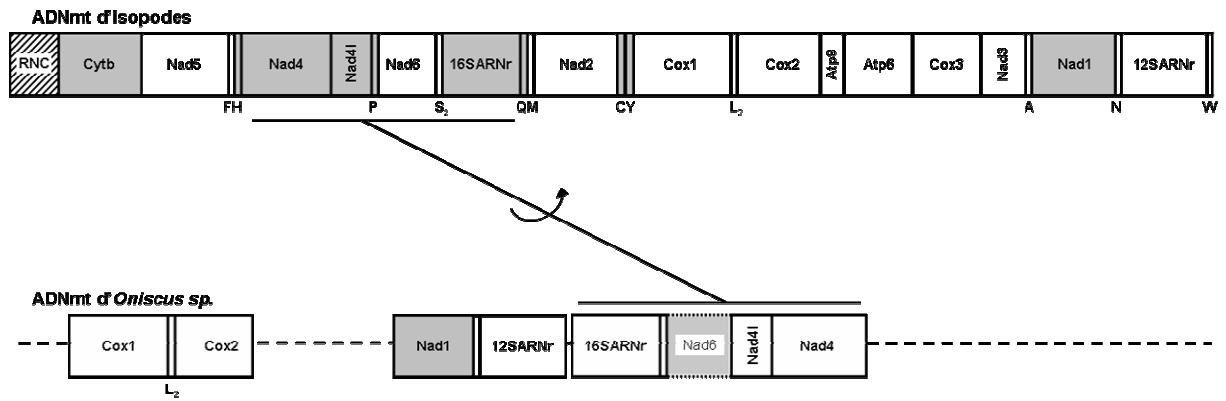 ADNmt d'Isopodes
RNC Cytb Nad5 Nad4 Nad4l Nad6 16SARNr Nad2 Cox1 Cox2 Atp8 Atp6 Cox3 Nad3 Nad1 12SARNr
FH P S2 QM CY L2 A N W
ADNmt d'Oniscus sp.
Cox1 Cox2 Nad1 12SARNr 16SARNr Nad6 Nad4l Nad4
L2